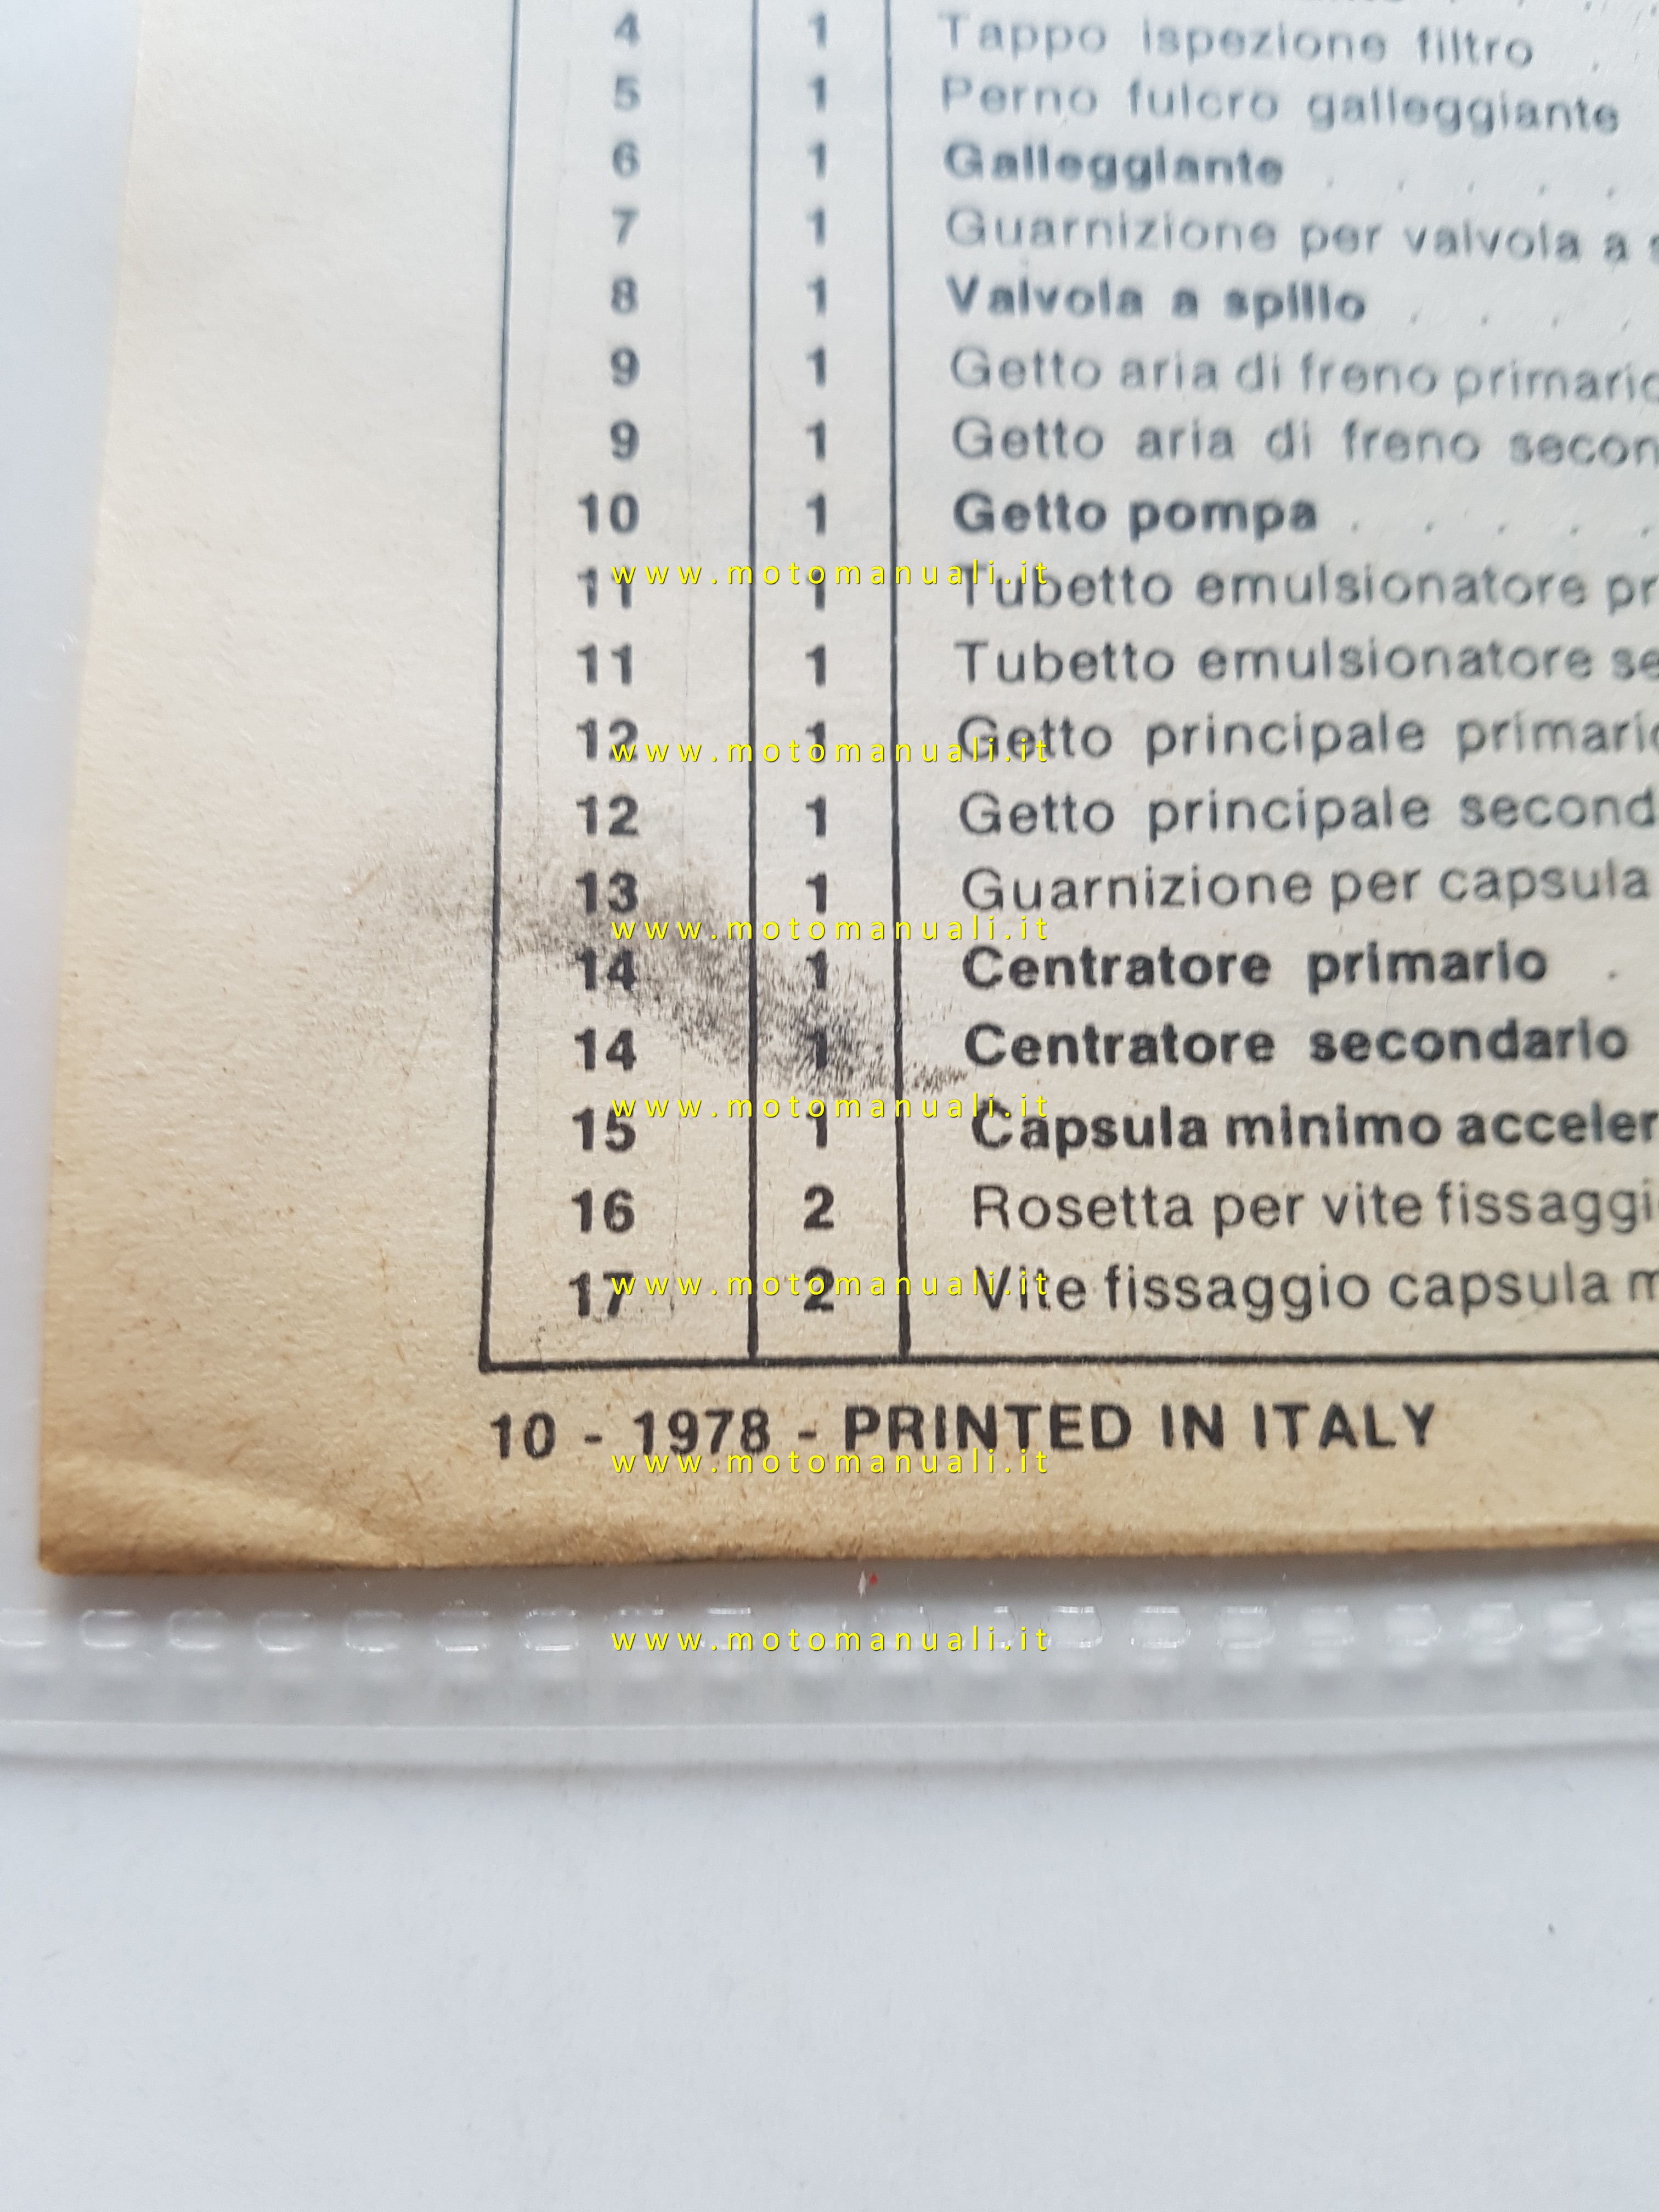 4 1 Tappo ispezione filtro .
5 1 Perno fulcro galleggiante
6 1 Galleggiante . . . . .
7 1 Guarnizione per valvola a
8 1 Valvola a spillo . . . .
9 1 Getto aria di freno primario
9 1 Getto aria di freno secon
10 1 Getto pompa . . . . .
11 1 Tubetto emulsionatore pr
www.motomanuali.it
11 1 Tubetto emulsionatore se
12 1 Getto principale primario
www.motomanuali.it
12 1 Getto principale second
13 1 Guarnizione per capsula
www.motomanuali.it
14 1 Centratore primario .
14 1 Centratore secondario
www.motomanuali.it
15 1 Capsula minimo acceler
16 2 Rosetta per vite fissaggi
17 2 Vite fissaggio capsula m
www.motomanuali.it
10 - 1978 - PRINTED IN ITALY
www.motomanuali.it
www.motomanuali.it